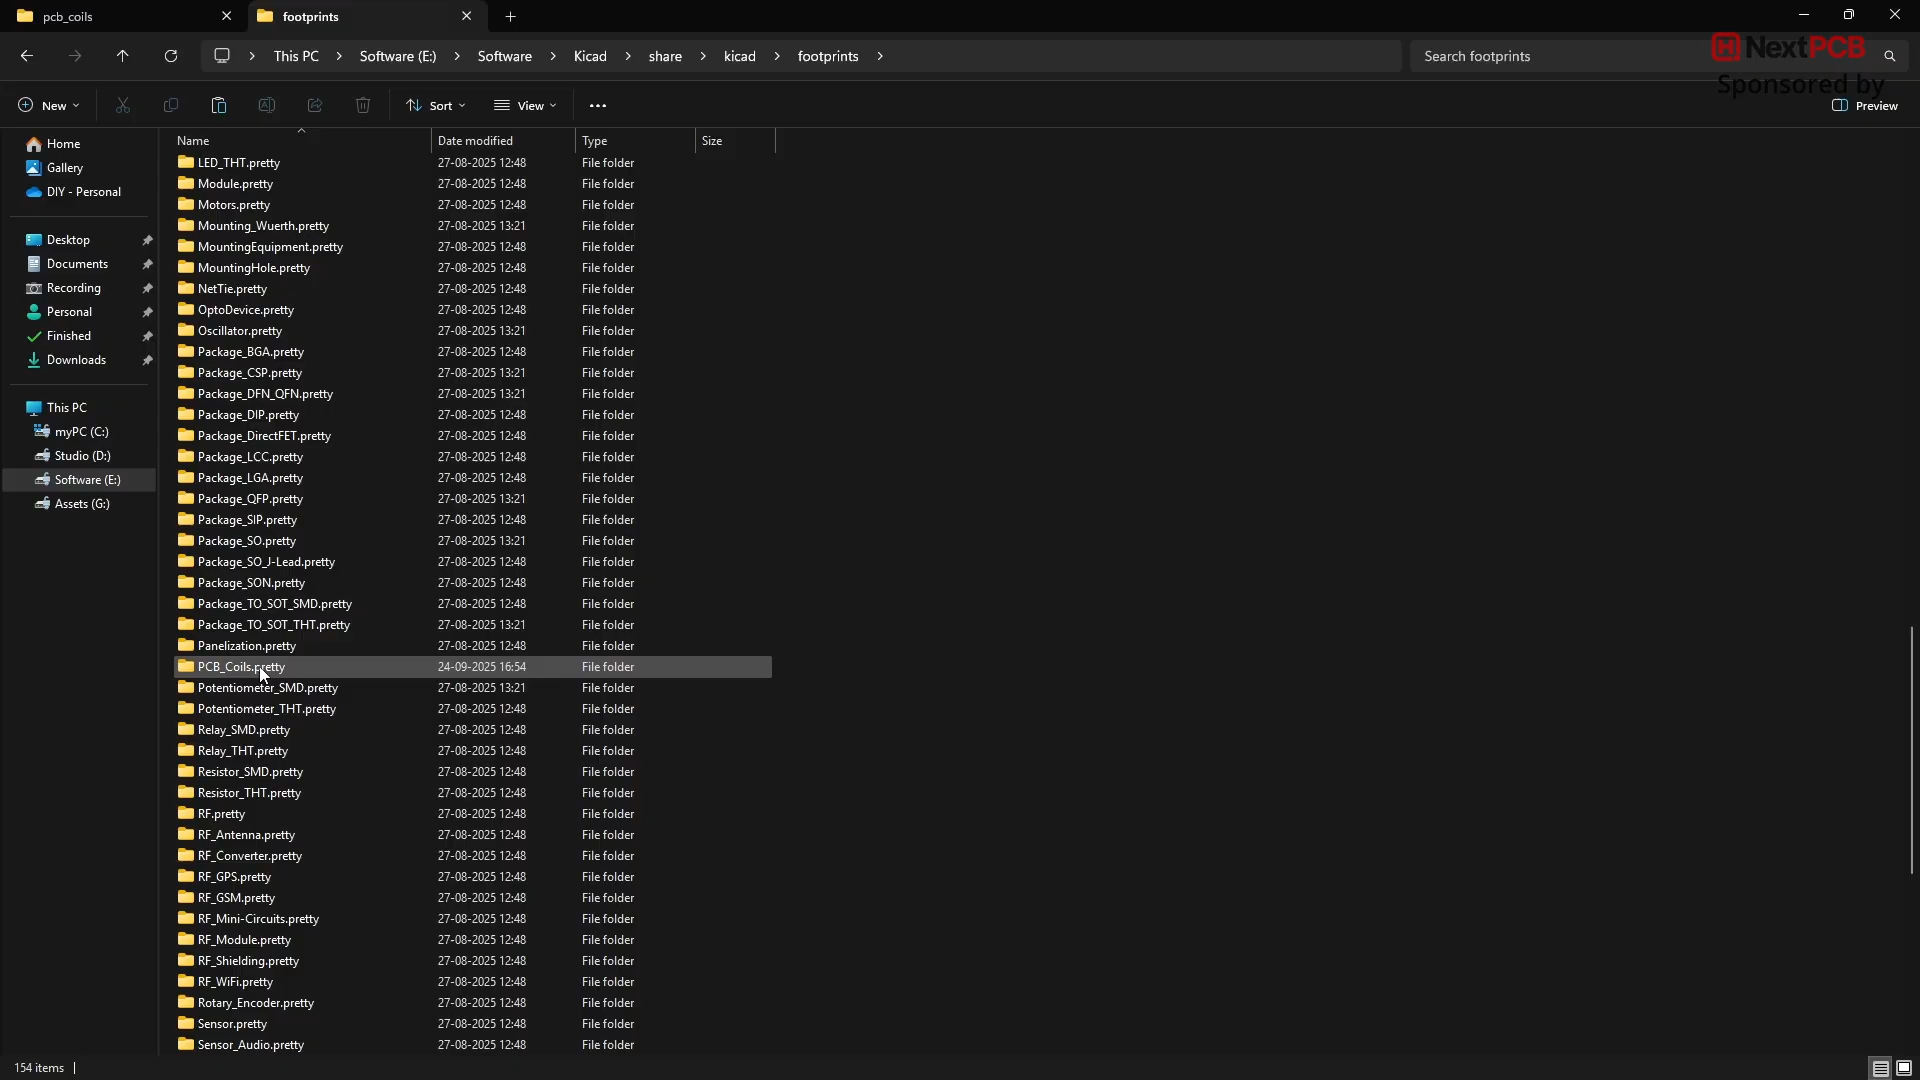 pcb_coils
footprints
This PC > Software (E:) > Software > Kicad > share > kicad > footprints >
Search footprints
NextPCB
Sponsored by
New
Sort
View
Preview
Home
Gallery
DIY - Personal
Desktop
Documents
Recording
Personal
Finished
Downloads
This PC
myPC (C:)
Studio (D:)
Software (E:)
Assets (G:)
Name Date modified Type Size
LED_THT.pretty 27-08-2025 12:48 File folder
Module.pretty 27-08-2025 12:48 File folder
Motors.pretty 27-08-2025 12:48 File folder
Mounting_Wuerth.pretty 27-08-2025 13:21 File folder
MountingEquipment.pretty 27-08-2025 12:48 File folder
MountingHole.pretty 27-08-2025 12:48 File folder
NetTie.pretty 27-08-2025 12:48 File folder
OptoDevice.pretty 27-08-2025 12:48 File folder
Oscillator.pretty 27-08-2025 13:21 File folder
Package_BGA.pretty 27-08-2025 12:48 File folder
Package_CSP.pretty 27-08-2025 13:21 File folder
Package_DFN_QFN.pretty 27-08-2025 13:21 File folder
Package_DIP.pretty 27-08-2025 12:48 File folder
Package_DirectFET.pretty 27-08-2025 12:48 File folder
Package_LCC.pretty 27-08-2025 12:48 File folder
Package_LGA.pretty 27-08-2025 12:48 File folder
Package_QFP.pretty 27-08-2025 13:21 File folder
Package_SIP.pretty 27-08-2025 12:48 File folder
Package_SO.pretty 27-08-2025 13:21 File folder
Package_SO_J-Lead.pretty 27-08-2025 12:48 File folder
Package_SON.pretty 27-08-2025 12:48 File folder
Package_TO_SOT_SMD.pretty 27-08-2025 12:48 File folder
Package_TO_SOT_THT.pretty 27-08-2025 13:21 File folder
Panelization.pretty 27-08-2025 12:48 File folder
PCB_Coils.pretty 24-09-2025 16:54 File folder
Potentiometer_SMD.pretty 27-08-2025 13:21 File folder
Potentiometer_THT.pretty 27-08-2025 12:48 File folder
Relay_SMD.pretty 27-08-2025 12:48 File folder
Relay_THT.pretty 27-08-2025 12:48 File folder
Resistor_SMD.pretty 27-08-2025 12:48 File folder
Resistor_THT.pretty 27-08-2025 12:48 File folder
RF.pretty 27-08-2025 12:48 File folder
RF_Antenna.pretty 27-08-2025 12:48 File folder
RF_Converter.pretty 27-08-2025 12:48 File folder
RF_GPS.pretty 27-08-2025 12:48 File folder
RF_GSM.pretty 27-08-2025 12:48 File folder
RF_Mini-Circuits.pretty 27-08-2025 12:48 File folder
RF_Module.pretty 27-08-2025 12:48 File folder
RF_Shielding.pretty 27-08-2025 12:48 File folder
RF_WiFi.pretty 27-08-2025 12:48 File folder
Rotary_Encoder.pretty 27-08-2025 12:48 File folder
Sensor.pretty 27-08-2025 12:48 File folder
Sensor_Audio.pretty 27-08-2025 12:48 File folder
154 items